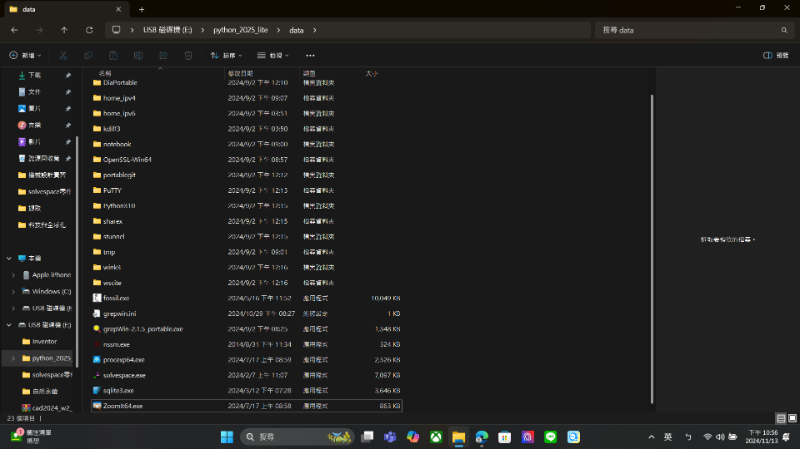 data
USB 磁碟機 (E:) > python_2025_lite > data >
搜尋 data
新增 排序 檢視 ... 預覽
名稱 修改日期 類型 大小
下載
文件
圖片
音樂
影片
資源回收筒
機械設計實習
solvespace零件
擷取
科技與全球化
本機
Apple iPhone
Windows (C:)
USB 磁碟機 (E
USB 磁碟機 (E:)
Inventor
python_2025_
solvespace零件
自然永續
cad2024_w2_
DiaPortable 2024/9/2 下午 12:10 檔案資料夾
home_ipv4 2024/9/2 下午 09:07 檔案資料夾
home_ipv6 2024/9/2 下午 03:51 檔案資料夾
kdiff3 2024/9/2 下午 03:50 檔案資料夾
notebook 2024/9/2 下午 09:00 檔案資料夾
OpenSSL-Win64 2024/9/2 下午 08:57 檔案資料夾
portablegit 2024/9/2 下午 12:12 檔案資料夾
PuTTY 2024/9/2 下午 12:13 檔案資料夾
Python310 2024/9/2 下午 12:15 檔案資料夾
sharex 2024/9/2 下午 12:15 檔案資料夾
stunnel 2024/9/2 下午 12:15 檔案資料夾
tmp 2024/9/2 下午 09:01 檔案資料夾
wink3 2024/9/2 下午 12:16 檔案資料夾
wscite 2024/9/2 下午 12:16 檔案資料夾
fossil.exe 2024/5/16 下午 11:52 應用程式 10,049 KB
grepwin.ini 2024/10/29 下午 08:27 組態設定 1 KB
grepWin-2.1.5_portable.exe 2024/9/2 下午 08:25 應用程式 1,348 KB
nssm.exe 2014/8/31 下午 11:34 應用程式 324 KB
procexp64.exe 2024/7/17 上午 08:59 應用程式 2,326 KB
solvespace.exe 2024/2/7 上午 11:07 應用程式 7,097 KB
sqlite3.exe 2024/3/12 下午 07:28 應用程式 3,646 KB
ZoomIt64.exe 2024/7/17 上午 08:58 應用程式 863 KB
選取要預覽的檔案。
23 個項目
搜尋
英
下午 10:56
2024/11/13